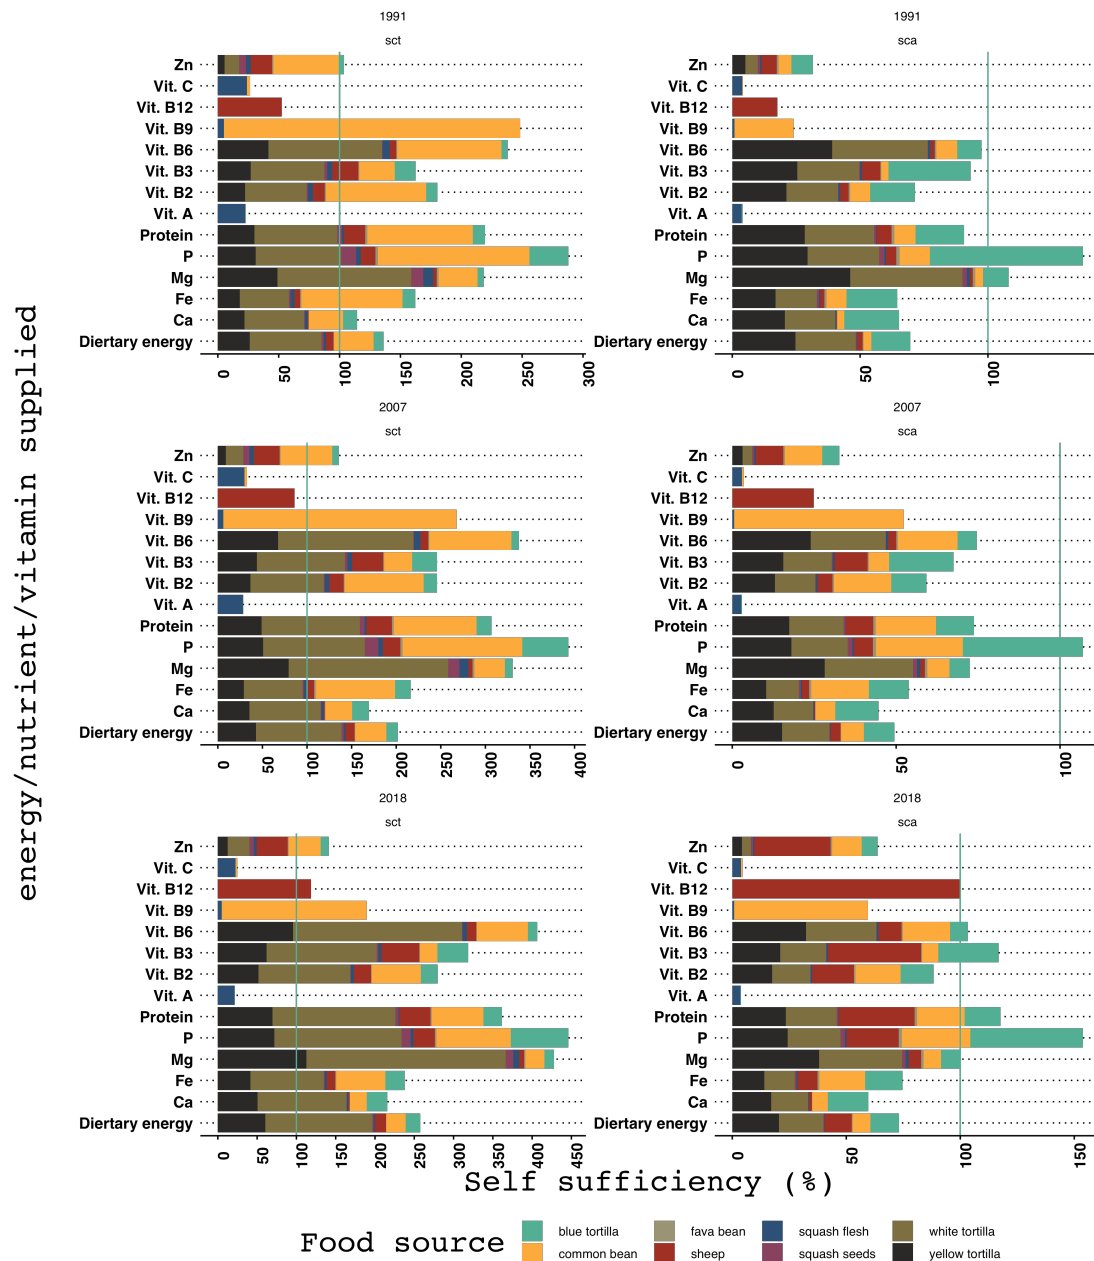 1991
sct
Zn
Vit. C
Vit. B12
Vit. B9
Vit. B6
Vit. B3
Vit. B2
Vit. A
Protein
P
Mg
Fe
Ca
Diertary energy
0 50 100 150 200 250 300
1991
sca
Zn
Vit. C
Vit. B12
Vit. B9
Vit. B6
Vit. B3
Vit. B2
Vit. A
Protein
P
Mg
Fe
Ca
Diertary energy
0 50 100
2007
sct
Zn
Vit. C
Vit. B12
Vit. B9
Vit. B6
Vit. B3
Vit. B2
Vit. A
Protein
P
Mg
Fe
Ca
Diertary energy
0 50 100 150 200 250 300 350 400
2007
sca
Zn
Vit. C
Vit. B12
Vit. B9
Vit. B6
Vit. B3
Vit. B2
Vit. A
Protein
P
Mg
Fe
Ca
Diertary energy
0 50 100
2018
sct
Zn
Vit. C
Vit. B12
Vit. B9
Vit. B6
Vit. B3
Vit. B2
Vit. A
Protein
P
Mg
Fe
Ca
Diertary energy
0 50 100 150 200 250 300 350 400 450
2018
sca
Zn
Vit. C
Vit. B12
Vit. B9
Vit. B6
Vit. B3
Vit. B2
Vit. A
Protein
P
Mg
Fe
Ca
Diertary energy
0 50 100 150
energy/nutrient/vitamin supplied
Self sufficiency (%)
Food source
blue tortilla fava bean squash flesh white tortilla
common bean sheep squash seeds yellow tortilla